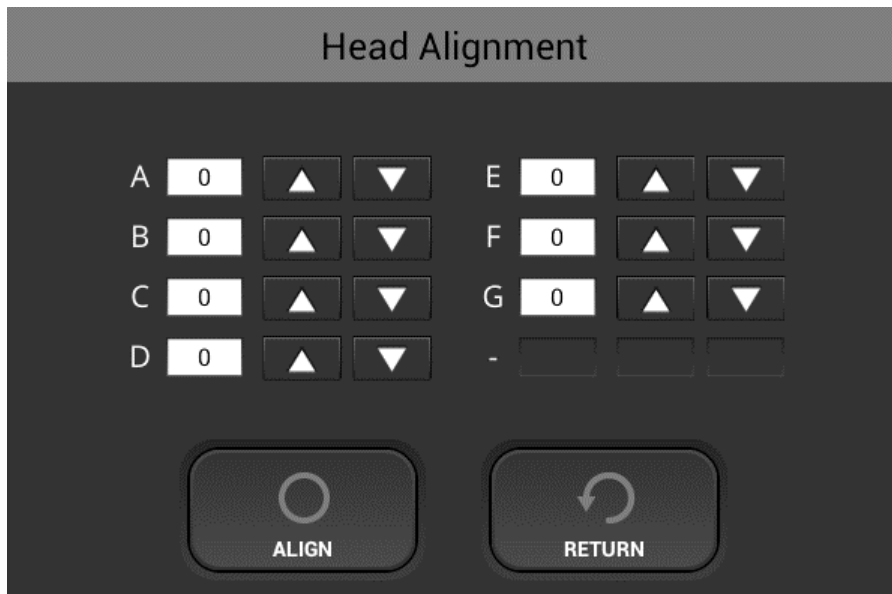 Head Alignment
A 0 E 0
B 0 F 0
C 0 G 0
D 0 -
ALIGN RETURN